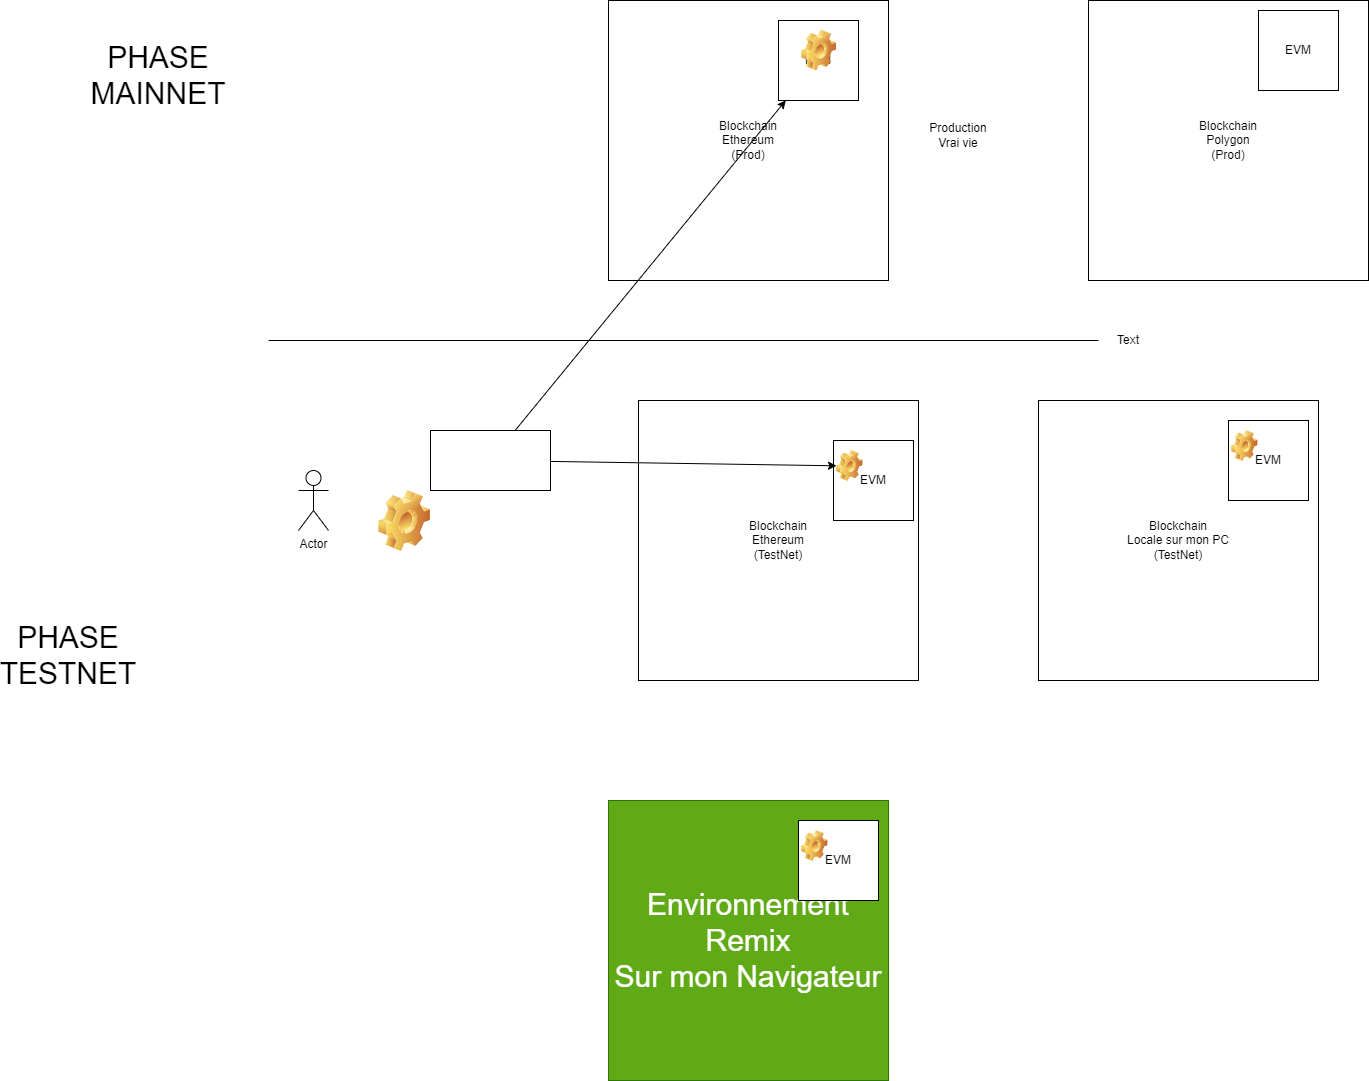 PHASE
MAINNET
EVM
Blockchain
Ethereum
(Prod)
Production
Vrai vie
Blockchain
Polygon
(Prod)
Text
EVM
EVM
Actor
Blockchain
Ethereum
(TestNet)
Blockchain
Locale sur mon PC
(TestNet)
PHASE
TESTNET
EVM
Environnement
Remix
Sur mon Navigateur